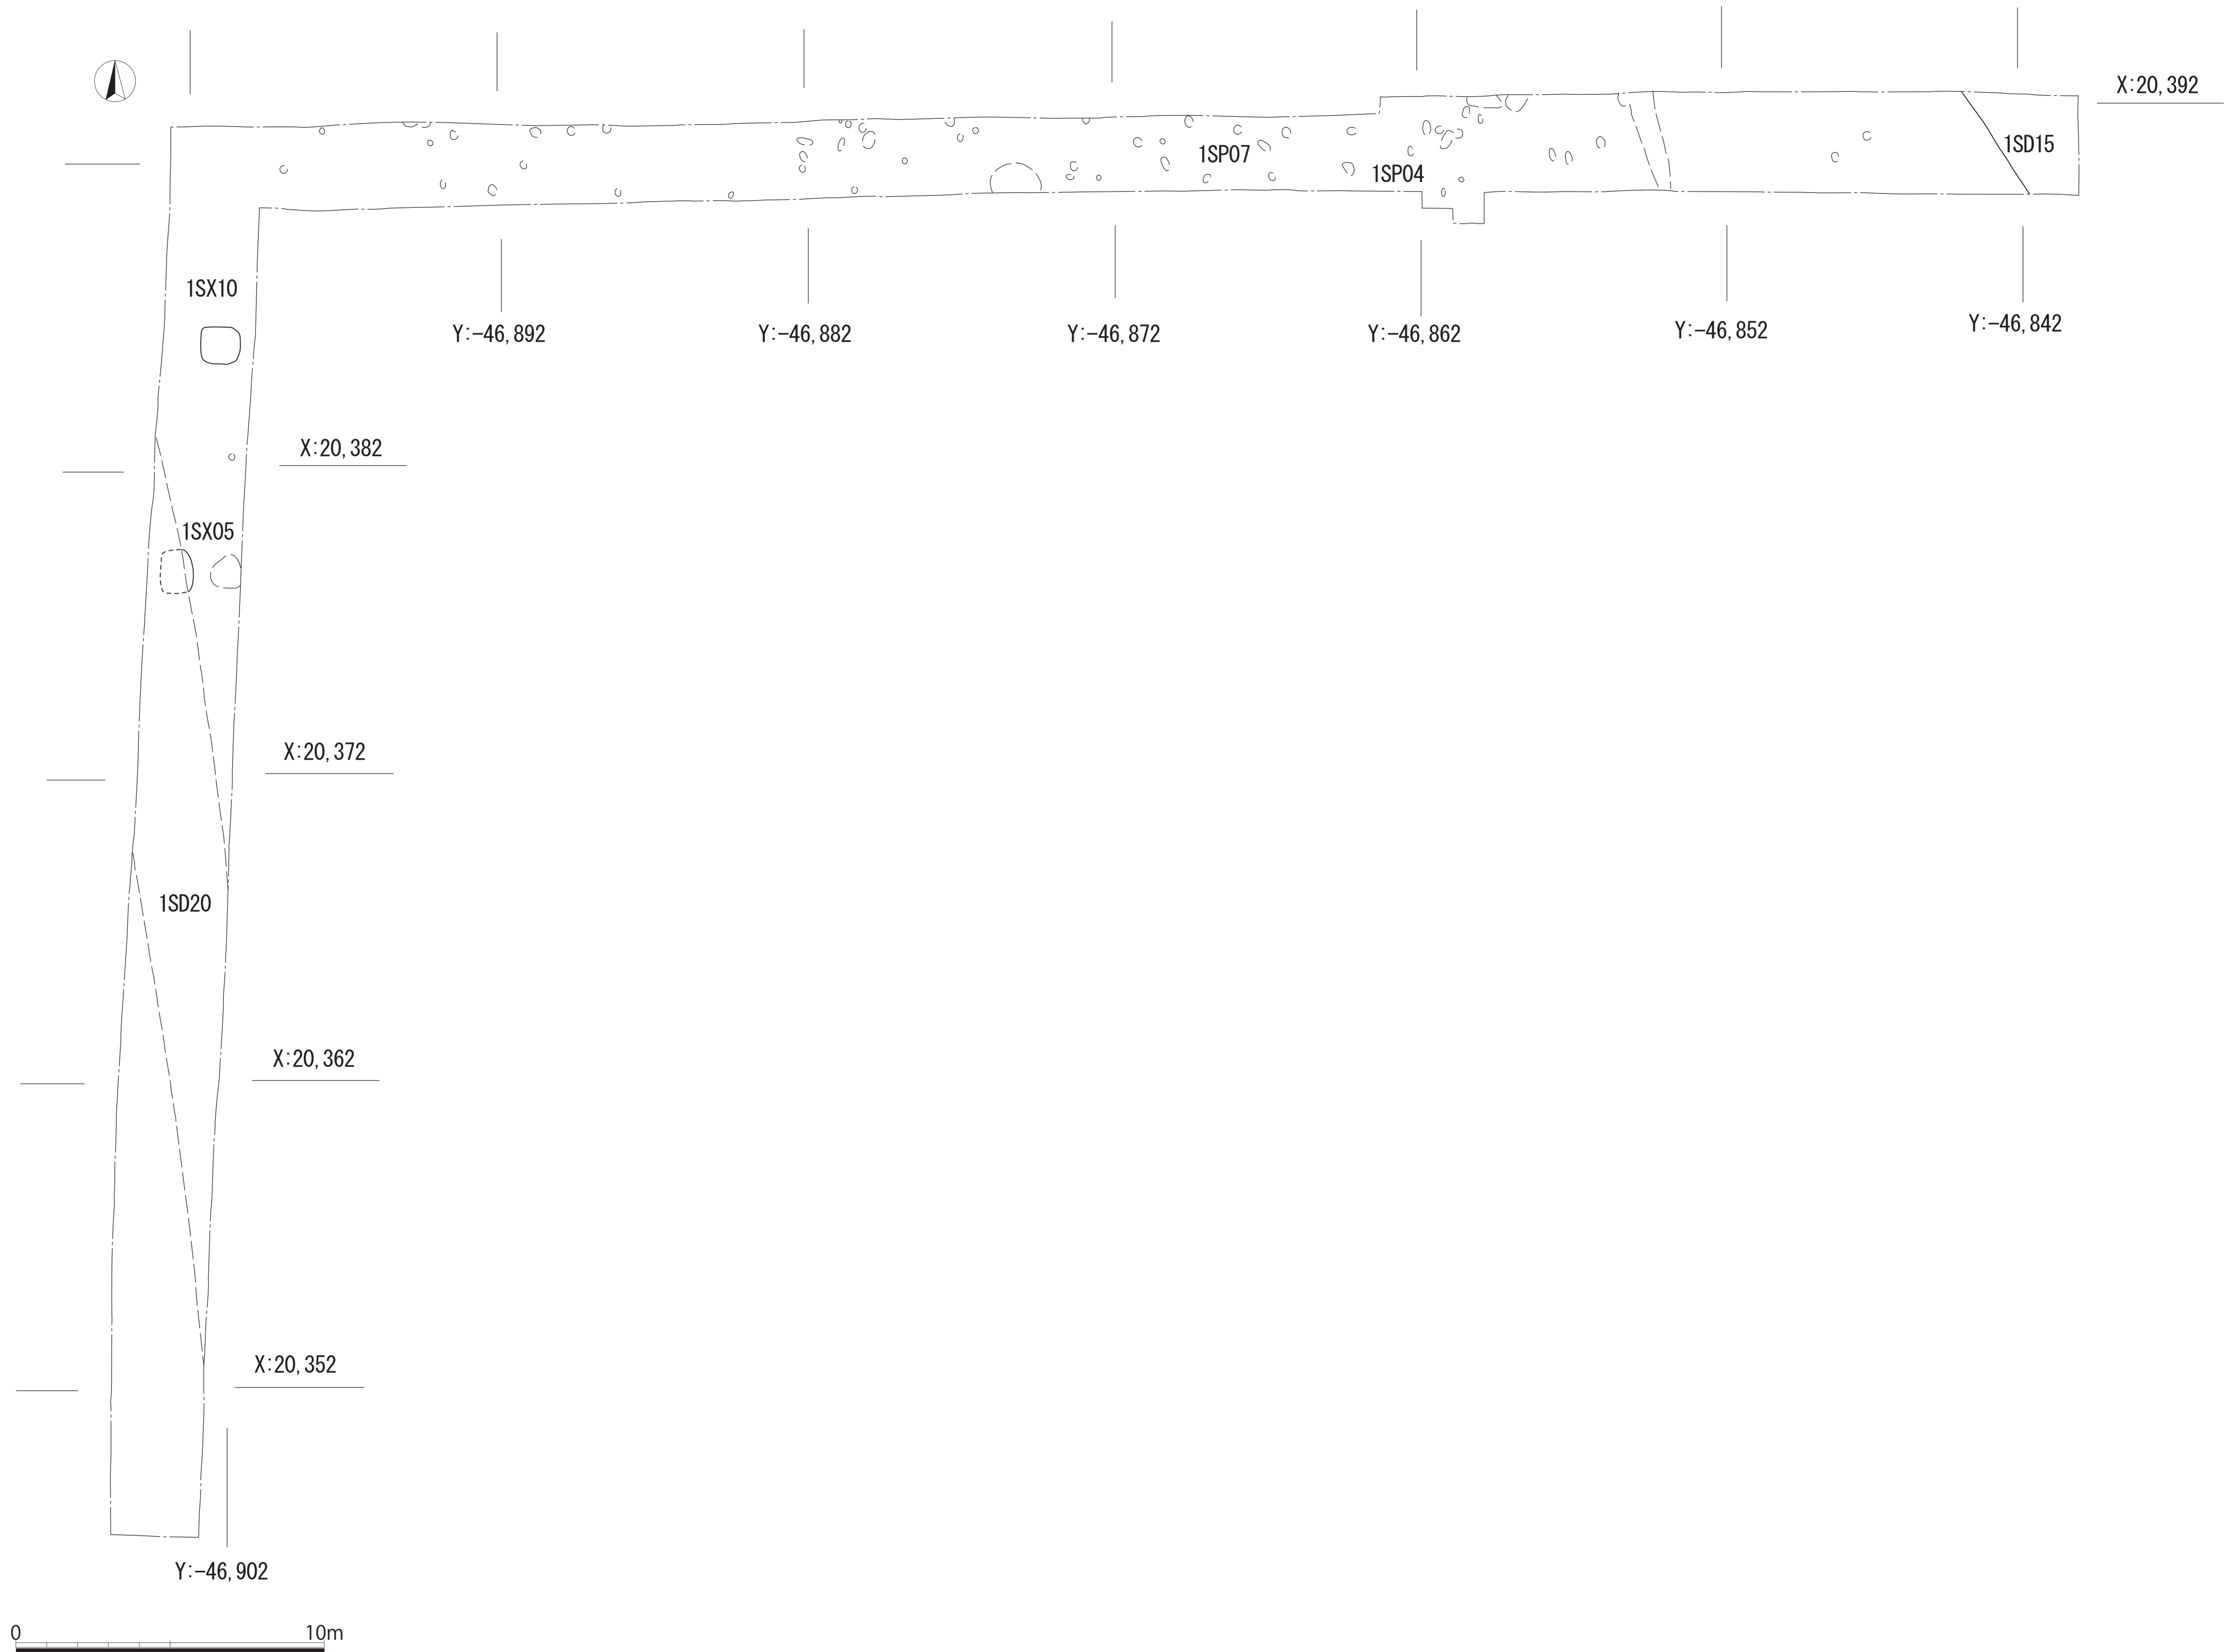 X:20,392
1SD15
1SP07
1SP04
1SX10
Y:-46,892
Y:-46,882
Y:-46,872
Y:-46,862
Y:-46,852
Y:-46,842
X:20,382
1SX05
X:20,372
1SD20
X:20,362
X:20,352
Y:-46,902
0
10m